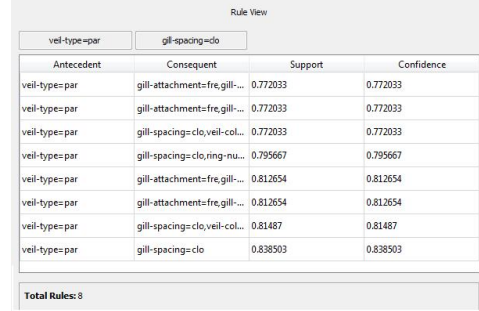 Rule View
veil-type=par gill-spacing=clo
Antecedent Consequent Support Confidence
veil-type=par gill-attachment=fre,gill-... 0.772033 0.772033
veil-type=par gill-attachment=fre,gill-... 0.772033 0.772033
veil-type=par gill-spacing=clo,veil-col... 0.772033 0.772033
veil-type=par gill-spacing=clo,ring-nu... 0.795667 0.795667
veil-type=par gill-attachment=fre,gill-... 0.812654 0.812654
veil-type=par gill-attachment=fre,gill-... 0.812654 0.812654
veil-type=par gill-spacing=clo,veil-col... 0.81487 0.81487
veil-type=par gill-spacing=clo 0.838503 0.838503
Total Rules: 8